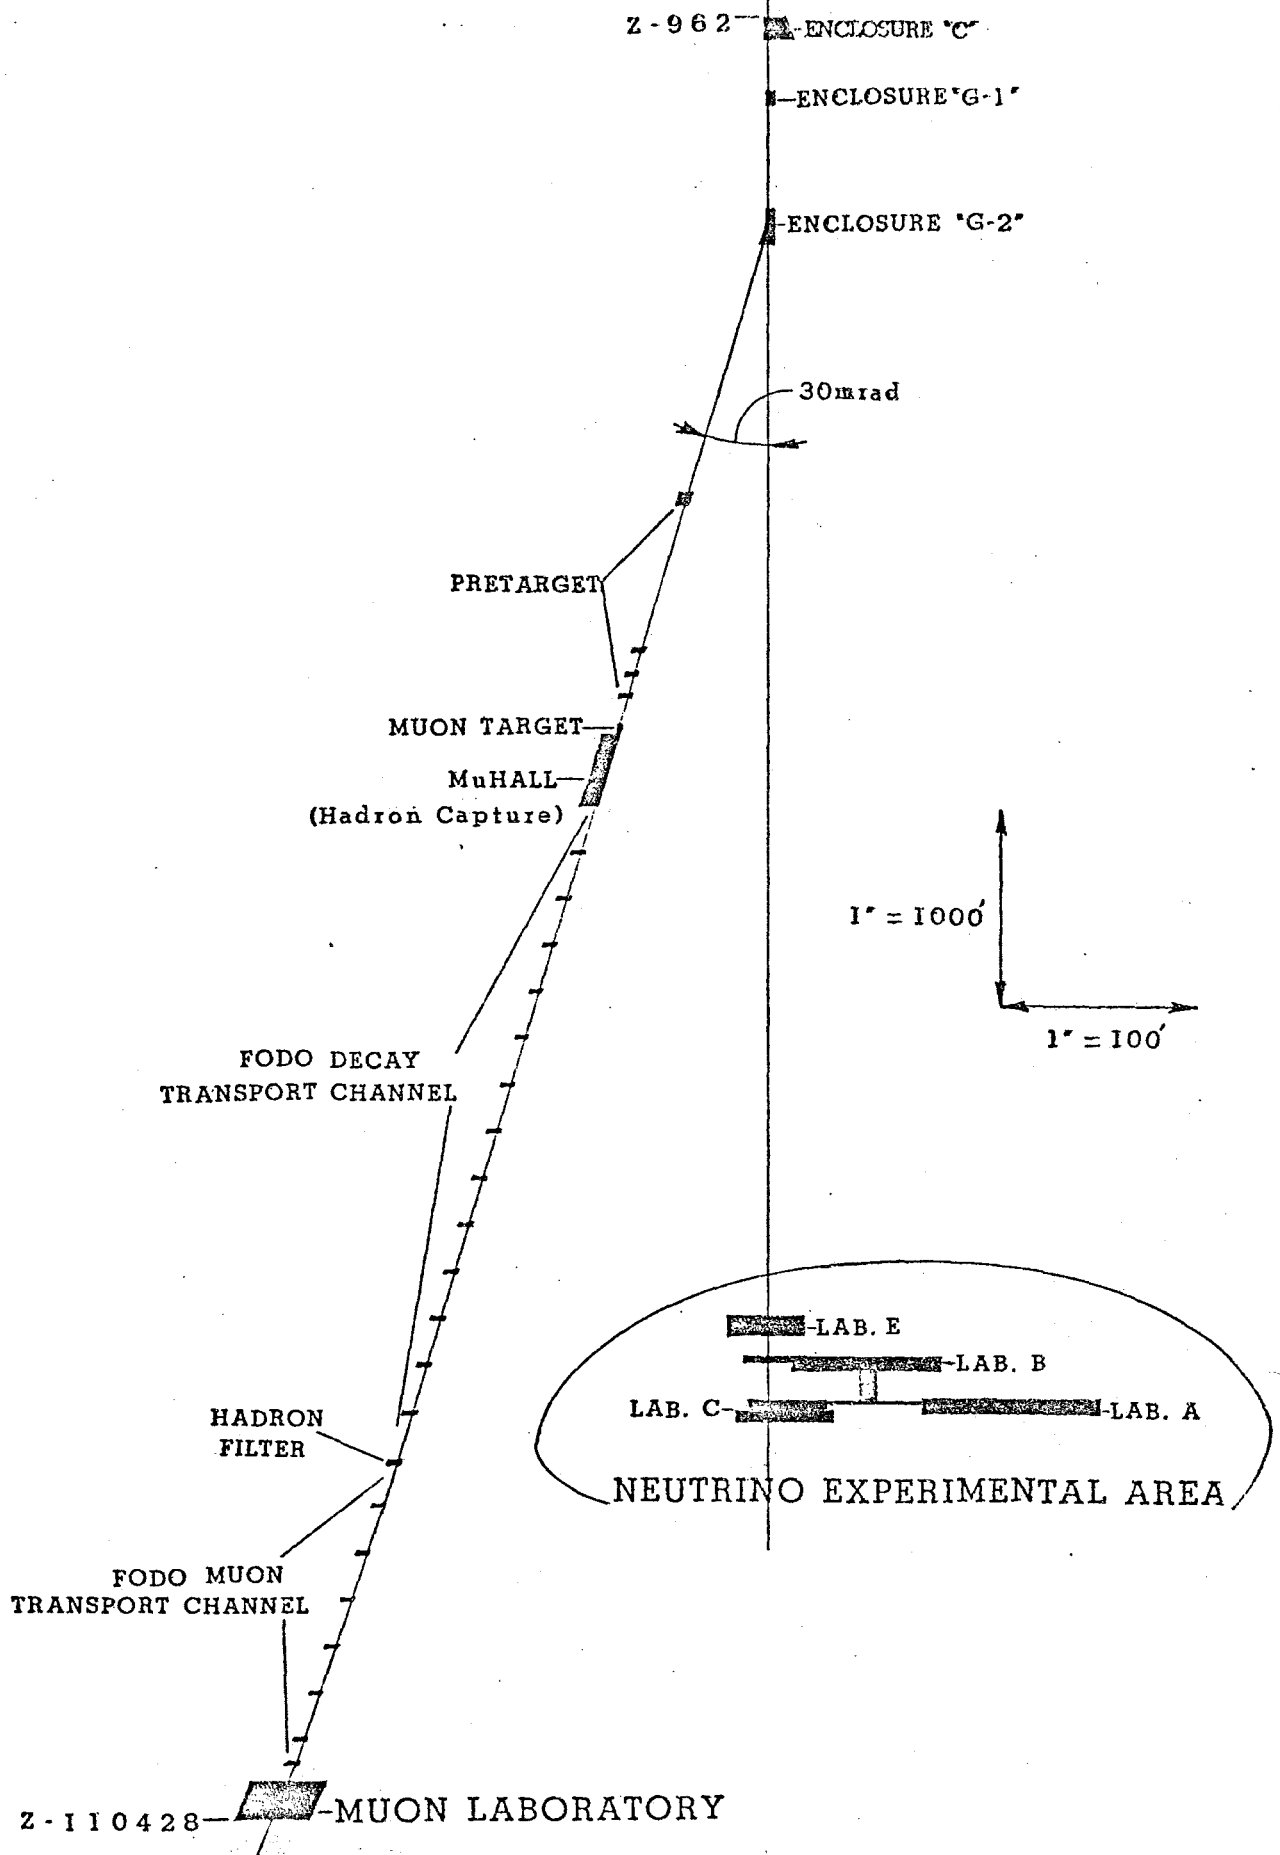 Z-962
ENCLOSURE "C"
ENCLOSURE "G-1"
ENCLOSURE "G-2"
30mrad
PRETARGET
MUON TARGET
MuHALL
(Hadron Capture)
1" = 1000'
1" = 100'
FODO DECAY
TRANSPORT CHANNEL
LAB. E
LAB. B
LAB. C
LAB. A
HADRON
FILTER
NEUTRINO EXPERIMENTAL AREA
FODO MUON
TRANSPORT CHANNEL
MUON LABORATORY
Z-110428